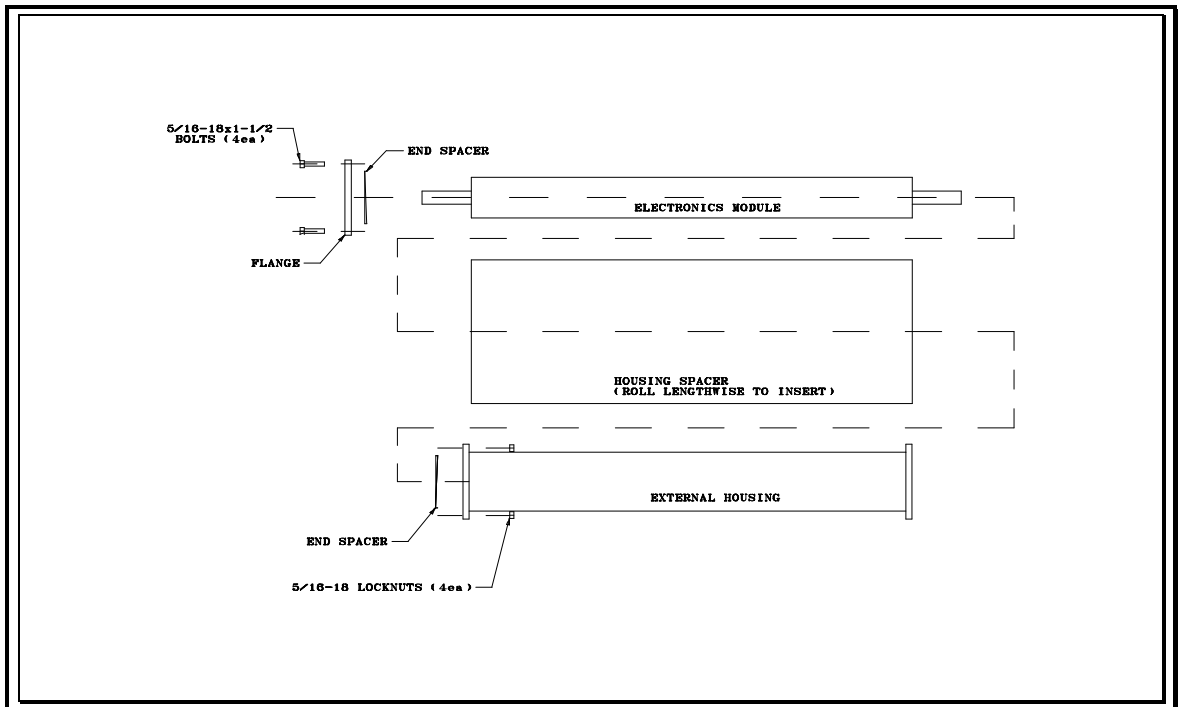 5/16-18x1-1/2
BOLTS (4ea)
END SPACER
ELECTRONICS MODULE
FLANGE
HOUSING SPACER
(ROLL LENGTHWISE TO INSERT)
EXTERNAL HOUSING
END SPACER
5/16-18 LOCKNUTS (4ea)